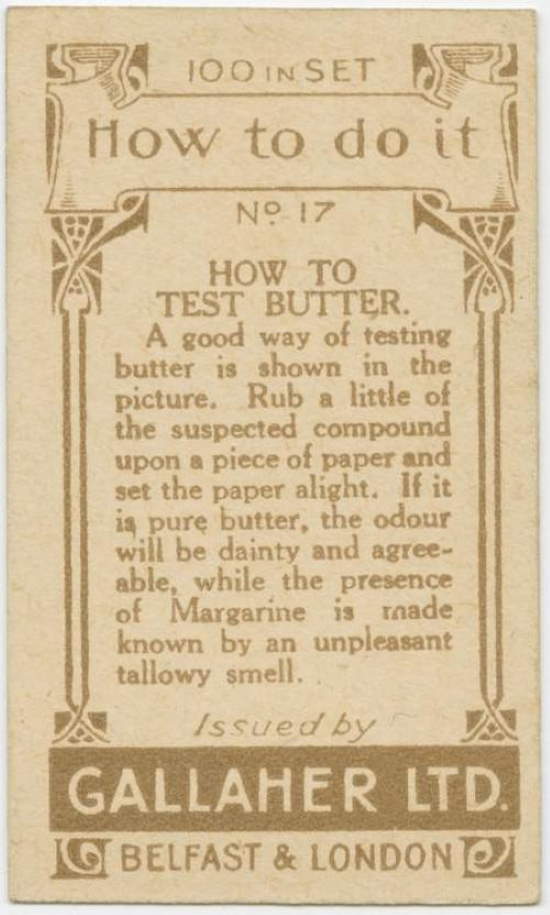 100 IN SET
How to do it
Nº 17
HOW TO
TEST BUTTER.
A good way of testing
butter is shown in the
picture. Rub a little of
the suspected compound
upon a piece of paper and
set the paper alight. If it
is pure butter, the odour
will be dainty and agree-
able, while the presence
of Margarine is made
known by an unpleasant
tallowy smell.
Issued by
GALLAHER LTD.
BELFAST & LONDON